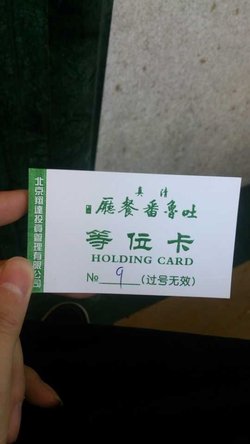 清真
吐魯番餐廳
等位卡
HOLDING CARD
№ 9 (过号无效)
北京翔達投資管理有限公司